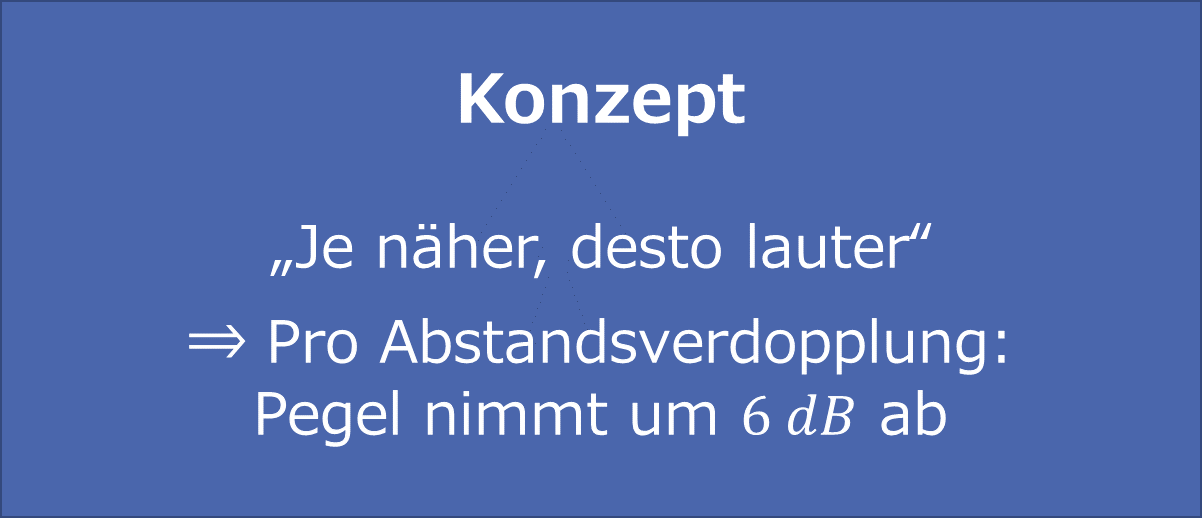 Konzept
„Je näher, desto lauter“
⇒ Pro Abstandsverdopplung:
Pegel nimmt um 6 dB ab